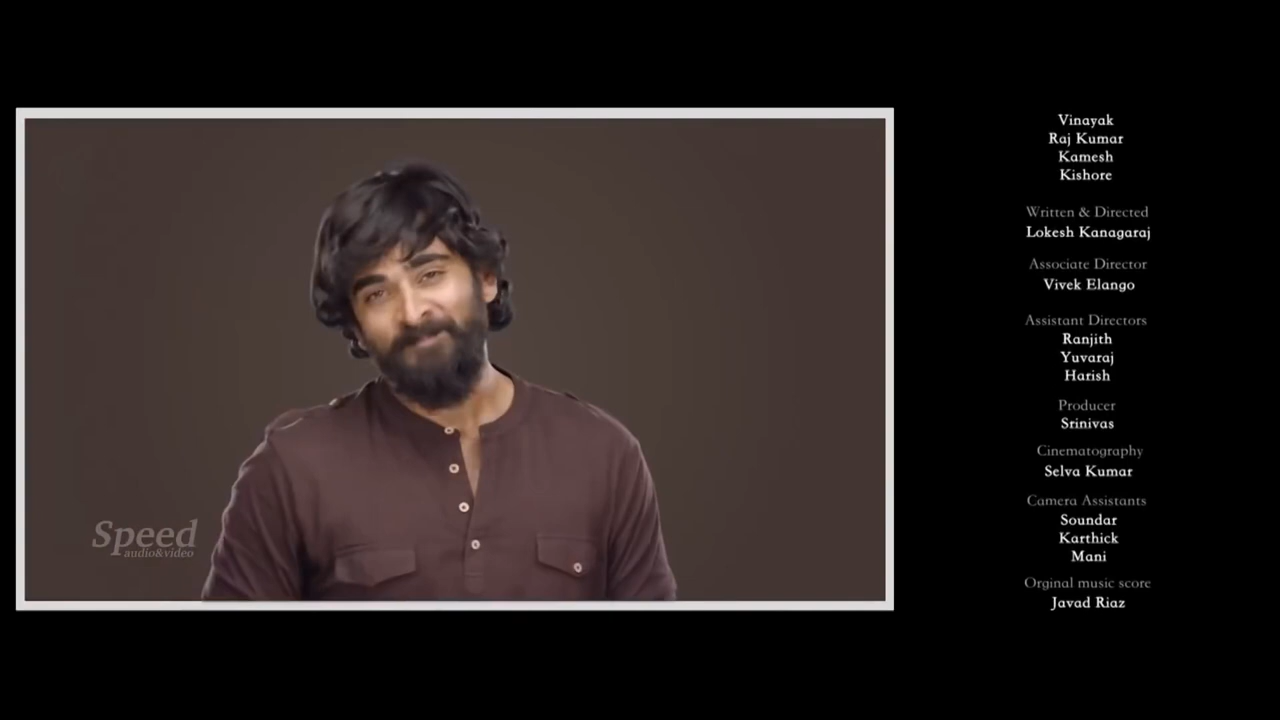 Speed
audio&video
Vinayak
Raj Kumar
Kamesh
Kishore
Written & Directed
Lokesh Kanagaraj
Associate Director
Vivek Elango
Assistant Directors
Ranjith
Yuvaraj
Harish
Producer
Srinivas
Cinematography
Selva Kumar
Camera Assistants
Soundar
Karthick
Mani
Orginal music score
Javad Riaz